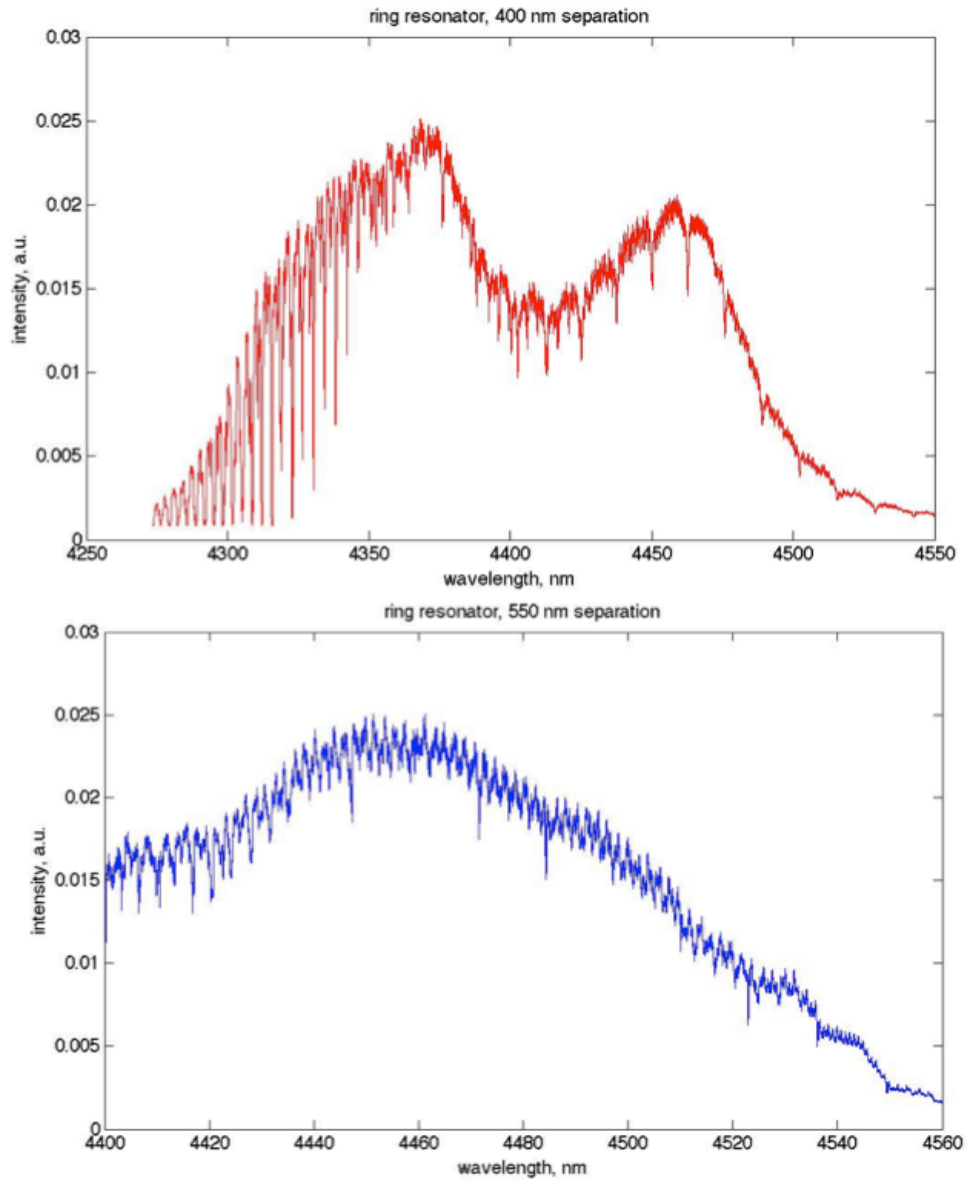 ring resonator, 400 nm separation
0.03
0.025
0.02
0.015
0.01
0.005
0
intensity, a.u.
4250 4300 4350 4400 4450 4500 4550
wavelength, nm
ring resonator, 550 nm separation
0.03
0.025
0.02
0.015
0.01
0.005
0
intensity, a.u.
4400 4420 4440 4460 4480 4500 4520 4540 4560
wavelength, nm